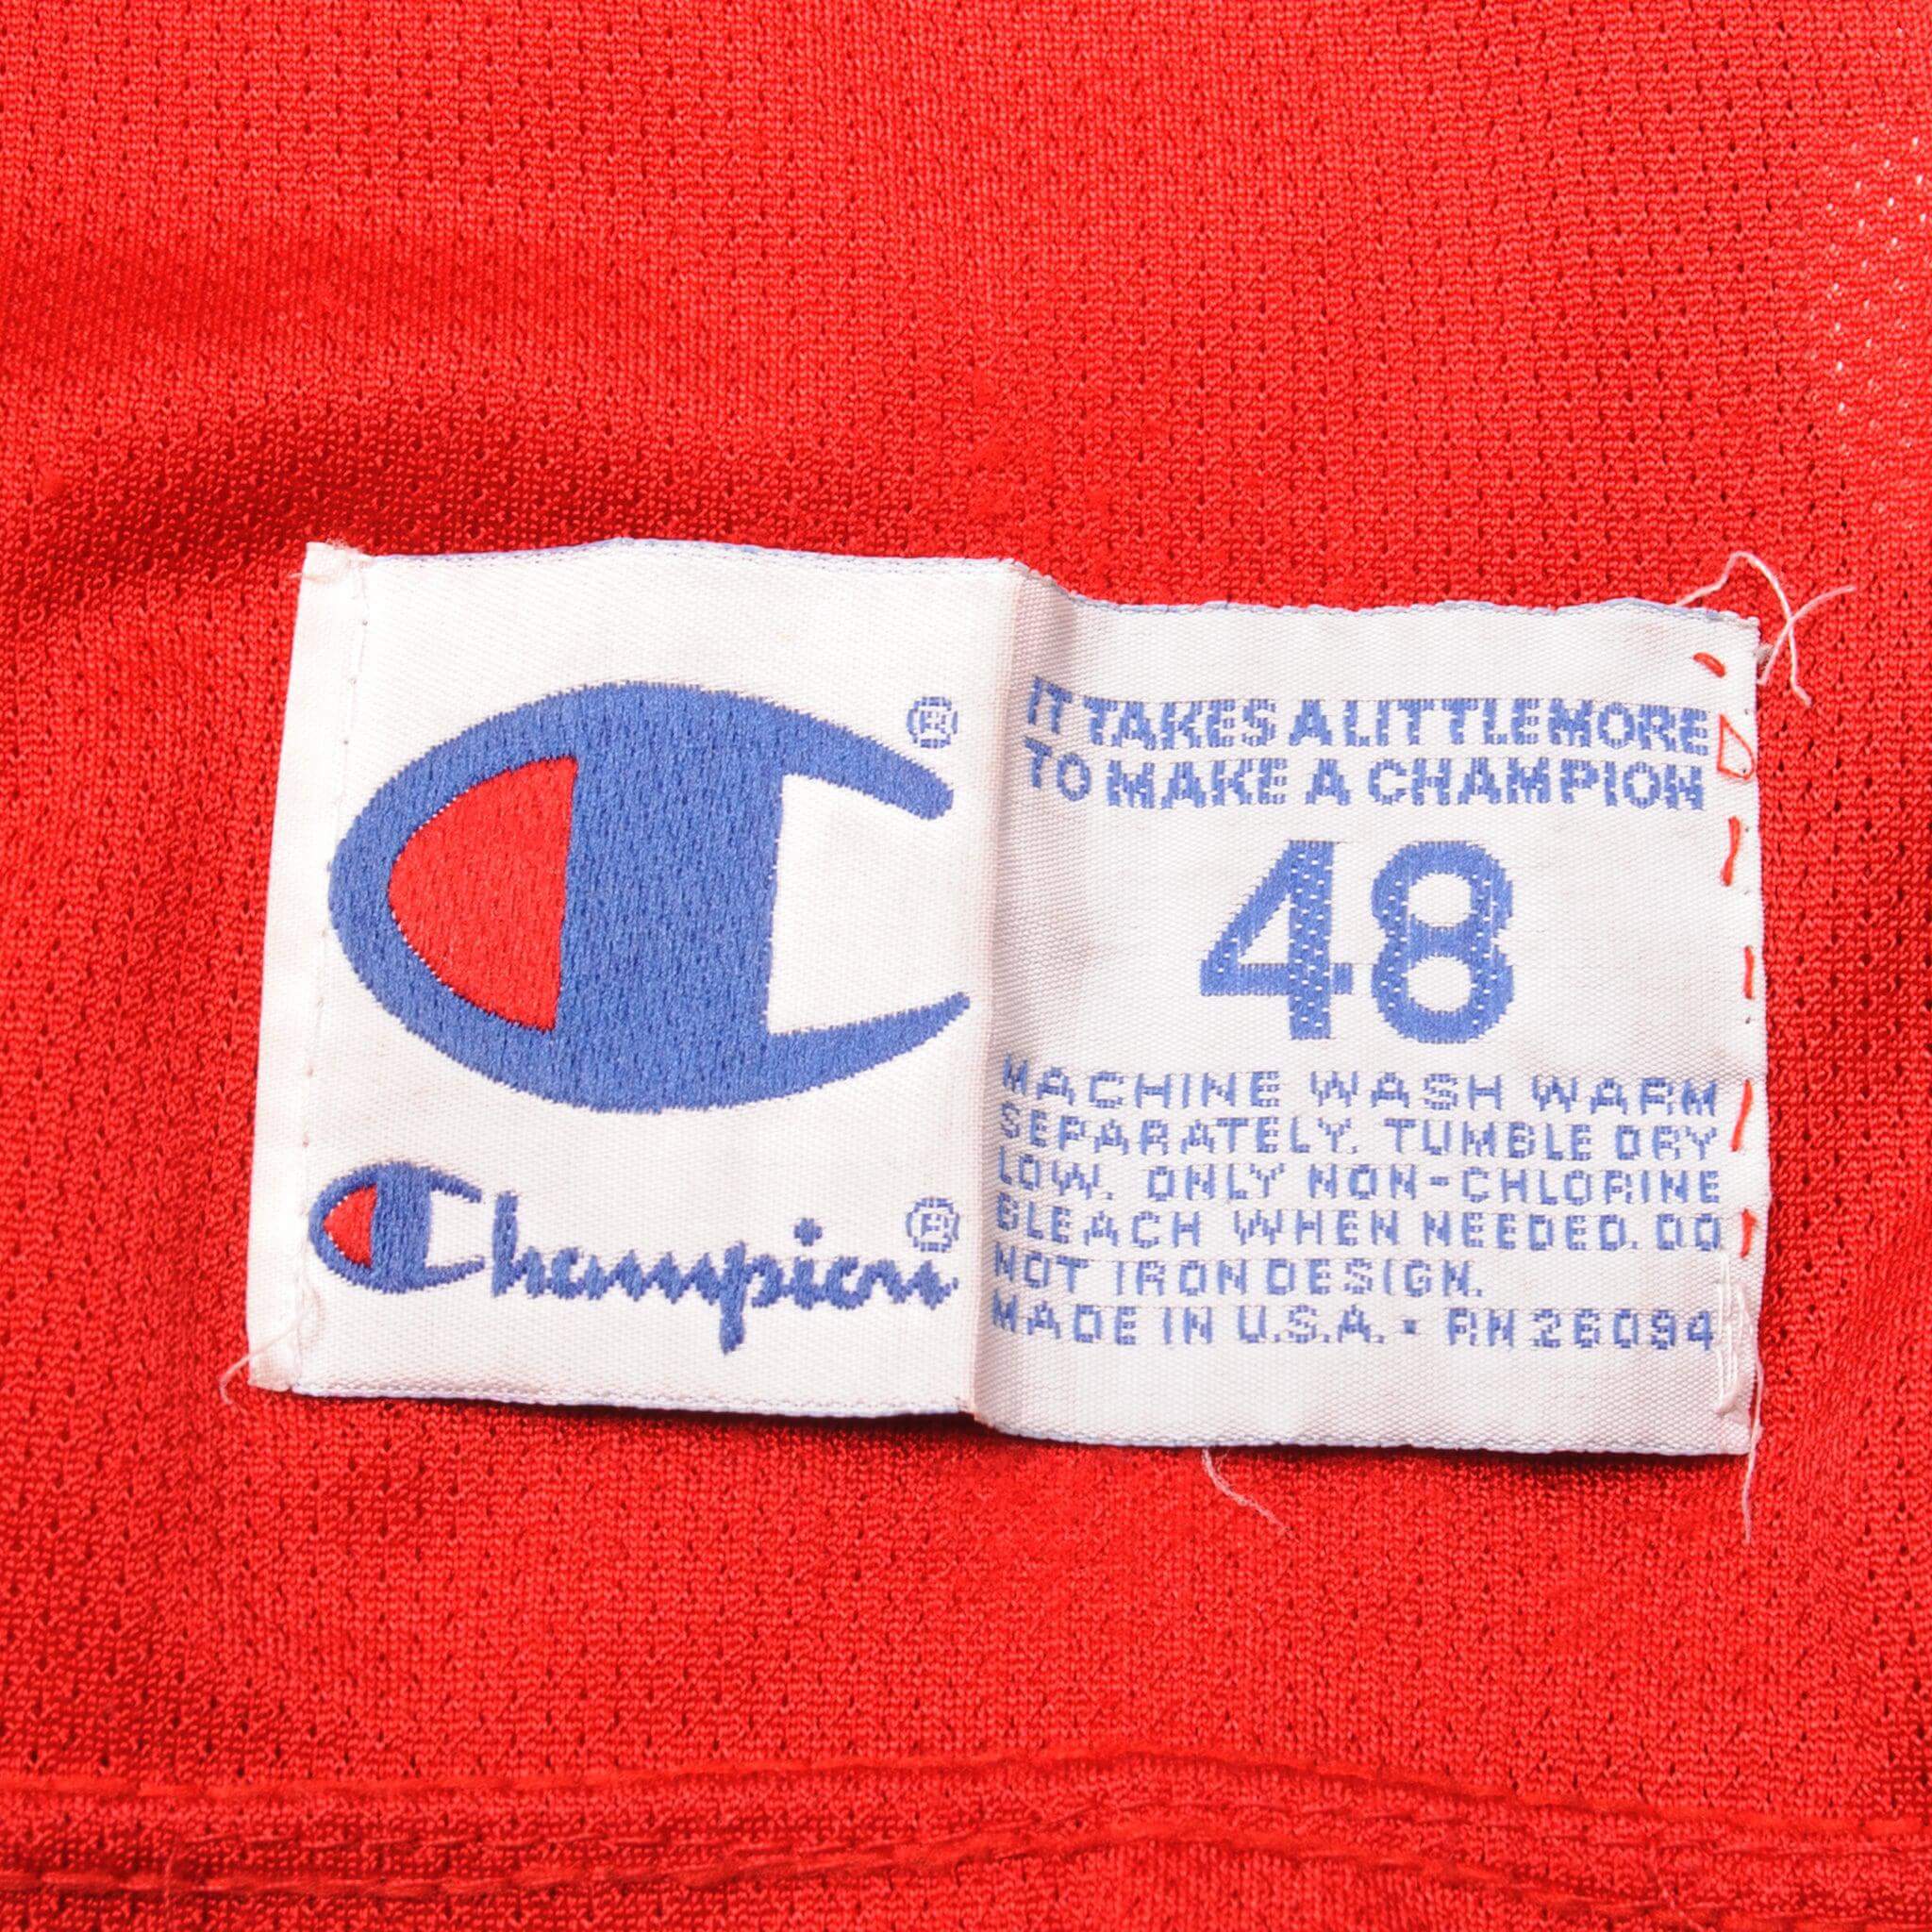 ®
Champion®
IT TAKES A LITTLE MORE
TO MAKE A CHAMPION
48
MACHINE WASH WARM
SEPARATELY. TUMBLE DRY
LOW. ONLY NON-CHLORINE
BLEACH WHEN NEEDED. DO
NOT IRON DESIGN.
MADE IN U.S.A. • RN 26094